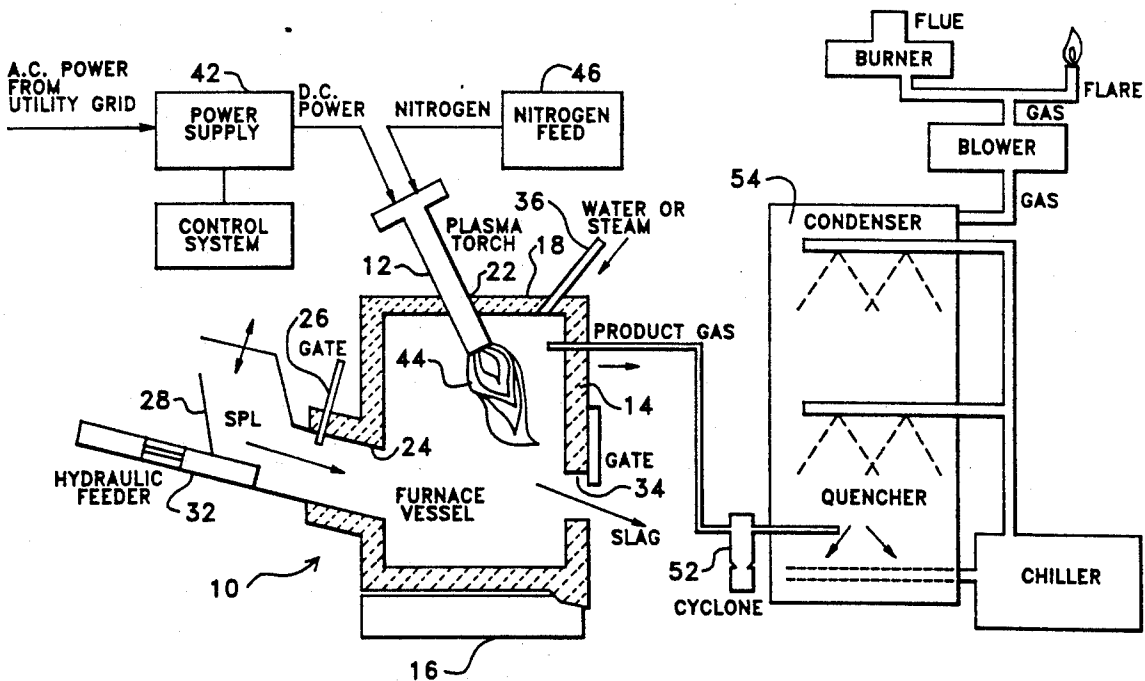 FLUE
BURNER
FLARE
GAS
BLOWER
GAS
A.C. POWER
FROM
UTILITY GRID
42
POWER
SUPPLY
D.C.
POWER
NITROGEN
46
NITROGEN
FEED
CONTROL
SYSTEM
PLASMA
TORCH
12
22
18
36
WATER OR
STEAM
54
CONDENSER
26
GATE
44
PRODUCT GAS
14
28
SPL
24
GATE
34
HYDRAULIC
FEEDER
32
FURNACE
VESSEL
SLAG
QUENCHER
10
52
CYCLONE
CHILLER
16